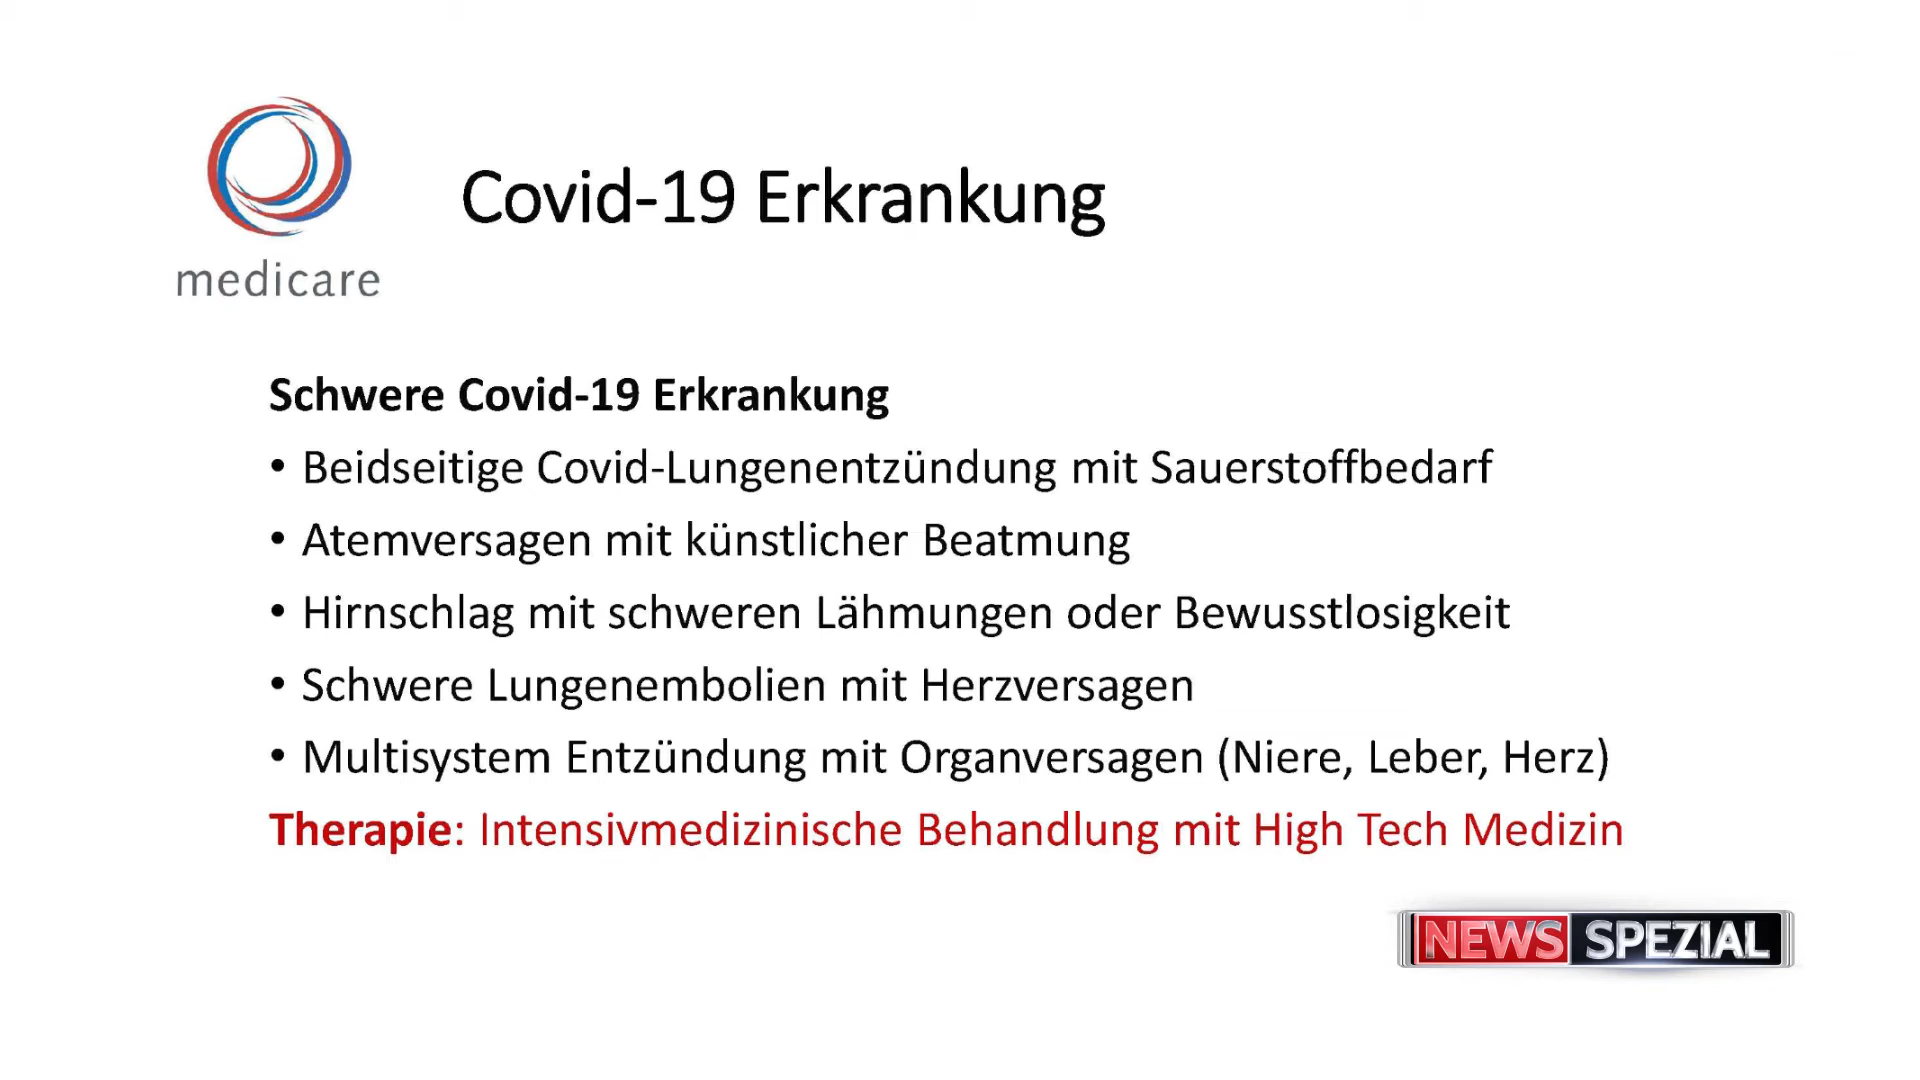 medicare
Covid-19 Erkrankung
Schwere Covid-19 Erkrankung
• Beidseitige Covid-Lungenentzündung mit Sauerstoffbedarf
• Atemversagen mit künstlicher Beatmung
• Hirnschlag mit schweren Lähmungen oder Bewusstlosigkeit
• Schwere Lungenembolien mit Herzversagen
• Multisystem Entzündung mit Organversagen (Niere, Leber, Herz)
Therapie: Intensivmedizinische Behandlung mit High Tech Medizin
NEWS SPEZIAL